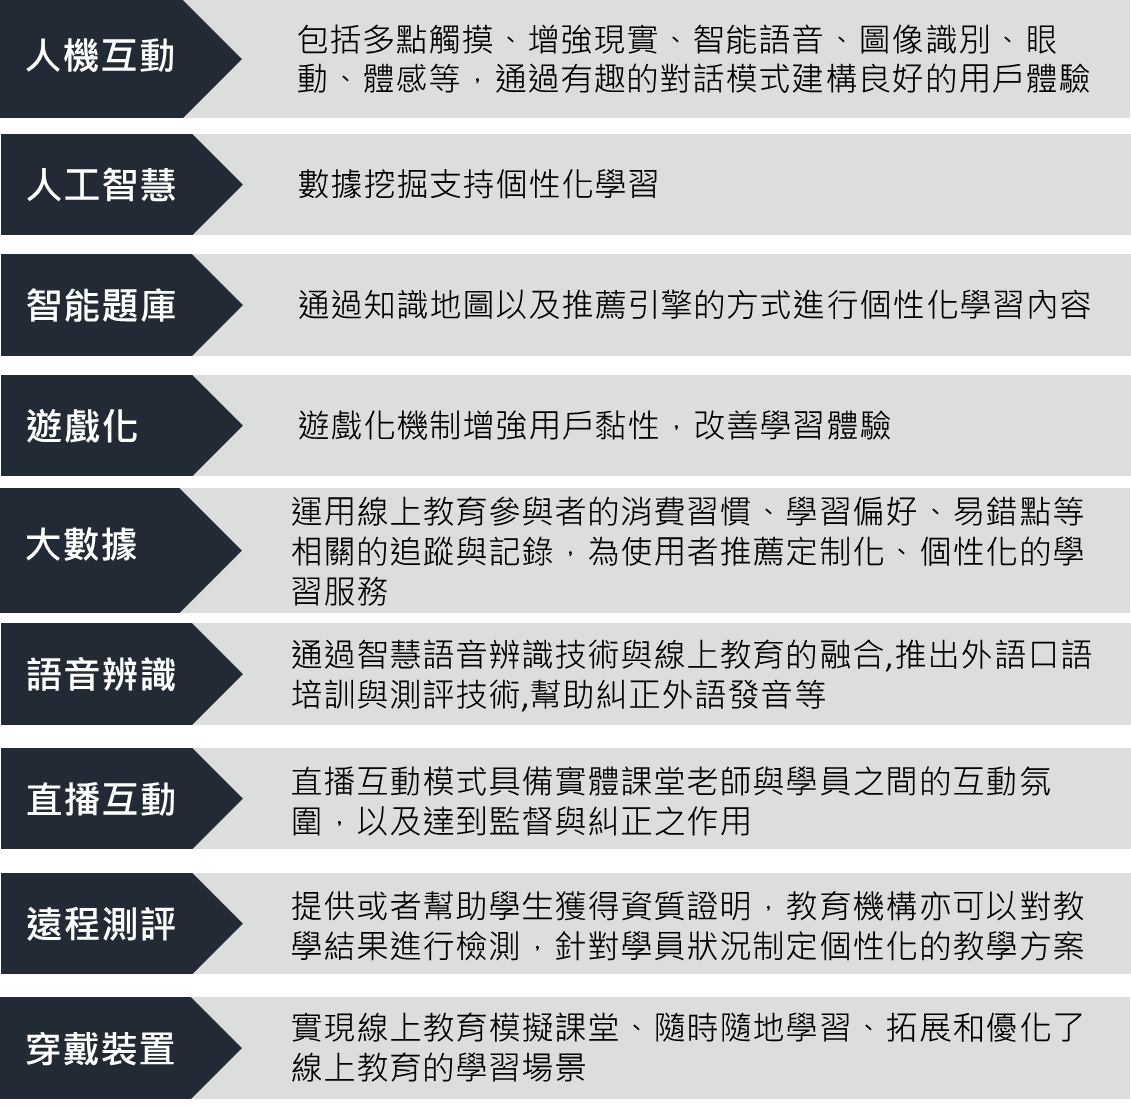 人機互動
包括多點觸摸、增強現實、智能語音、圖像識別、眼
動、體感等，通過有趣的對話模式建構良好的用戶體驗
人工智慧
數據挖掘支持個性化學習
智能題庫
通過知識地圖以及推薦引擎的方式進行個性化學習內容
遊戲化
遊戲化機制增強用戶黏性，改善學習體驗
大數據
運用線上教育參與者的消費習慣、學習偏好、易錯點等
相關的追蹤與記錄，為使用者推薦定制化、個性化的學
習服務
語音辨識
通過智慧語音辨識技術與線上教育的融合,推出外語口語
培訓與測評技術,幫助糾正外語發音等
直播互動
直播互動模式具備實體課堂老師與學員之間的互動氛
圍，以及達到監督與糾正之作用
遠程測評
提供或者幫助學生獲得資質證明，教育機構亦可以對教
學結果進行檢測，針對學員狀況制定個性化的教學方案
穿戴裝置
實現線上教育模擬課堂、隨時隨地學習、拓展和優化了
線上教育的學習場景